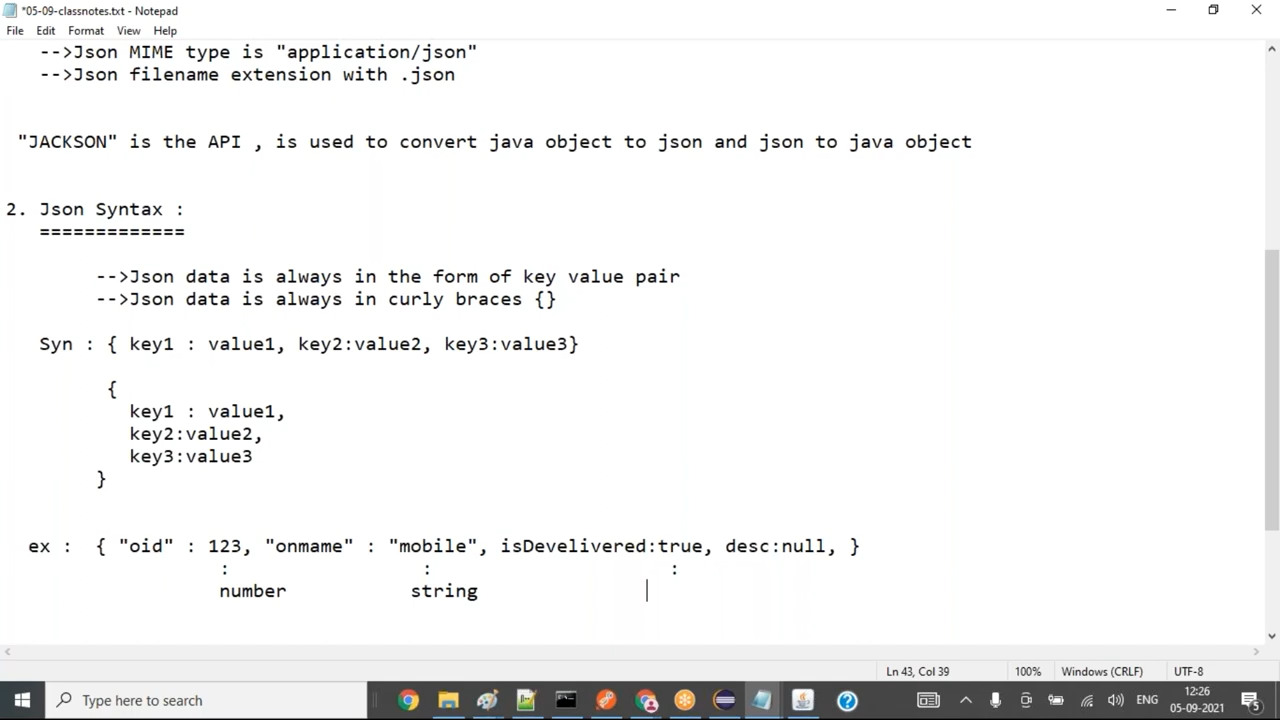 *05-09-classnotes.txt - Notepad
File Edit Format View Help
-->Json MIME type is "application/json"
-->Json filename extension with .json
"JACKSON" is the API , is used to convert java object to json and json to java object
2. Json Syntax :
=============
-->Json data is always in the form of key value pair
-->Json data is always in curly braces {}
Syn : { key1 : value1, key2:value2, key3:value3}
{
key1 : value1,
key2:value2,
key3:value3
}
ex : { "oid" : 123, "onmame" : "mobile", isDevelivered:true, desc:null, }
: : :
number string
Ln 43, Col 39 100% Windows (CRLF) UTF-8
Type here to search ENG 12:26
05-09-2021 5